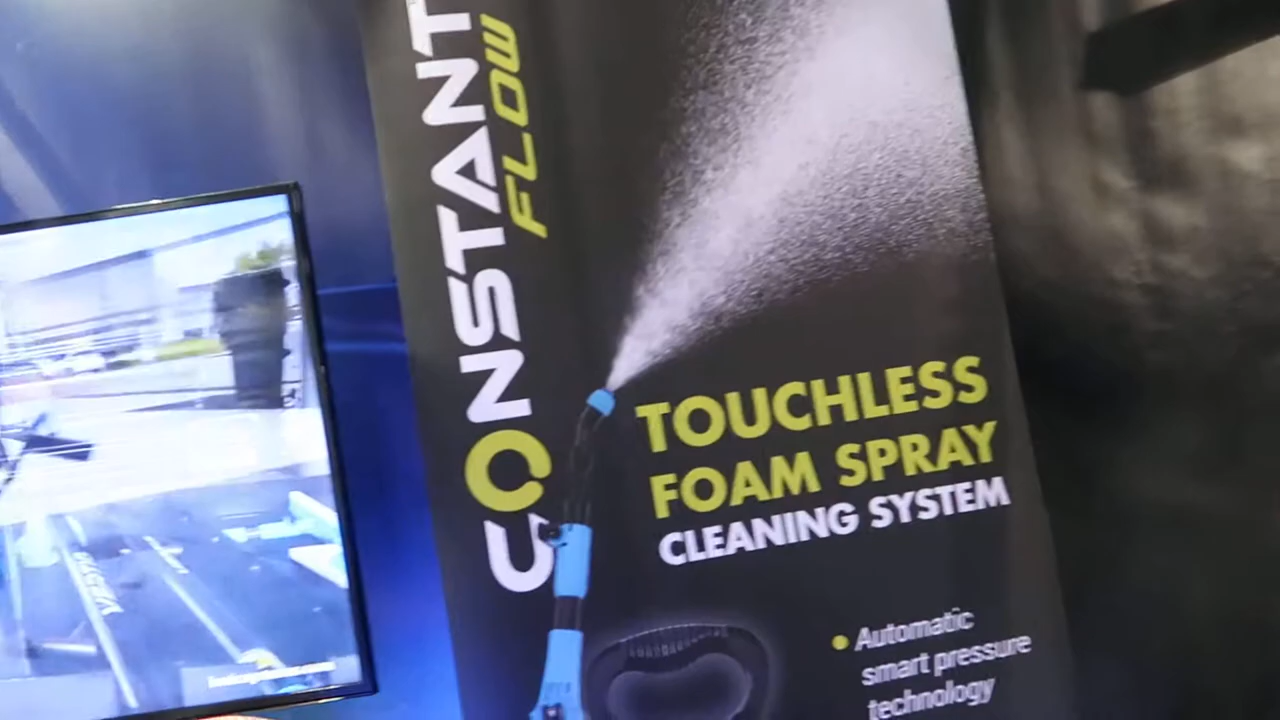 CONSTANT
FLOW
TOUCHLESS
FOAM SPRAY
CLEANING SYSTEM
Automatic
smart pressure
technology